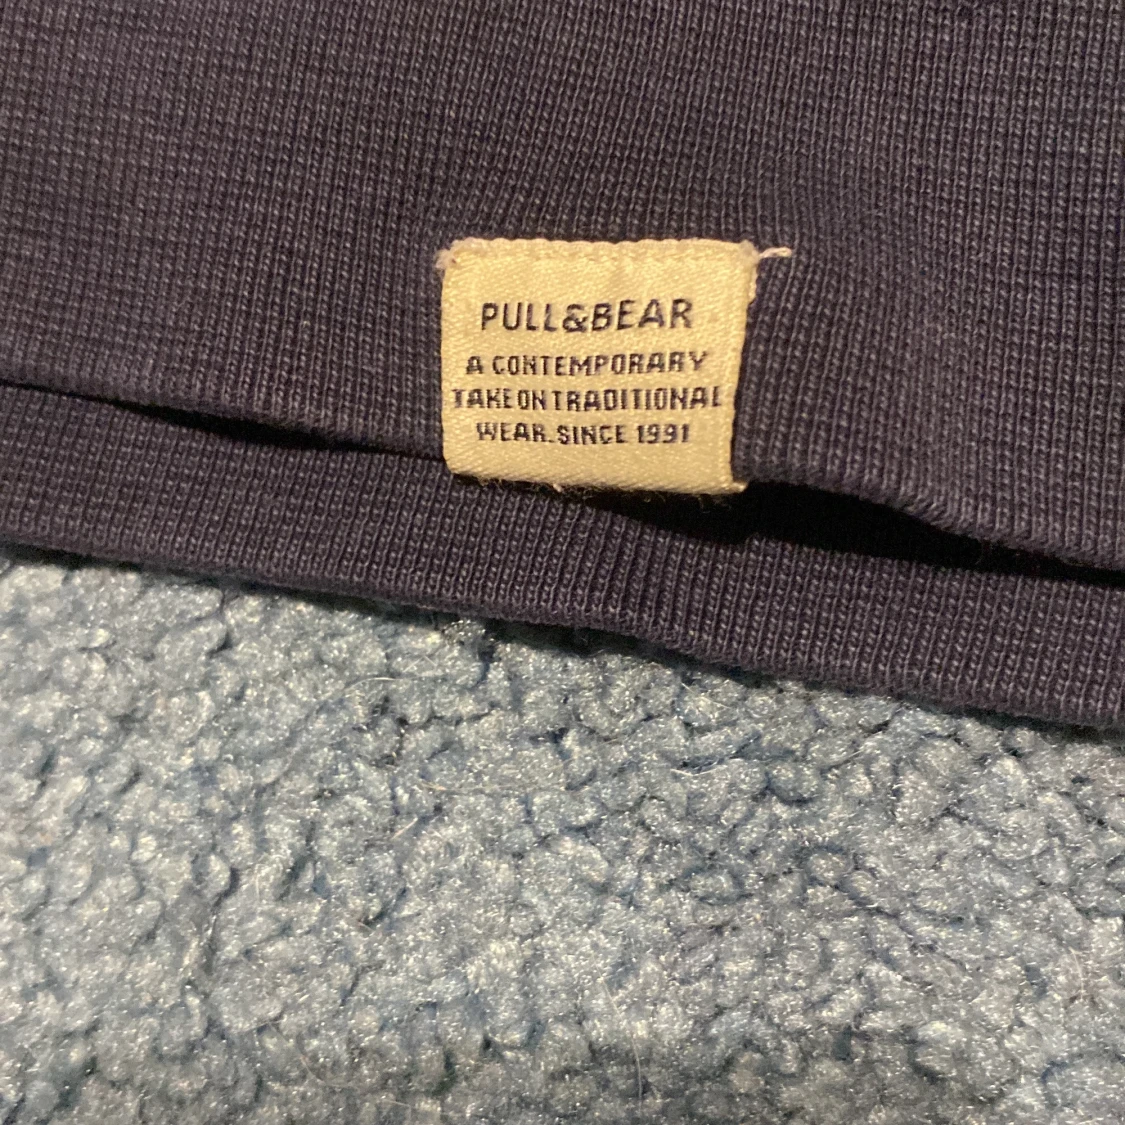 PULL&BEAR
A CONTEMPORARY
TAKE ON TRADITIONAL
WEAR. SINCE 1991